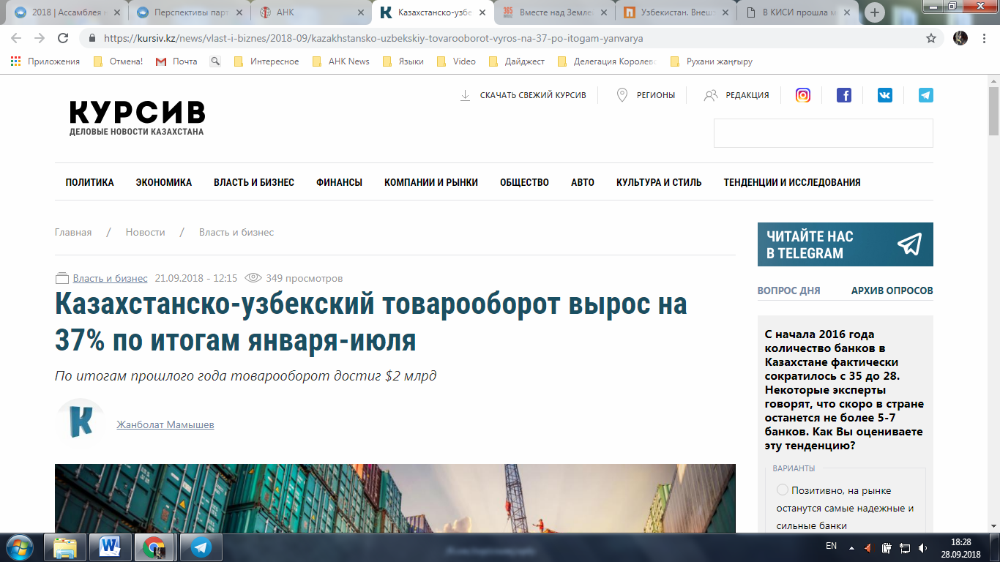 2018 | Ассамблея н
Перспективы парт
АНК
Казахстанско-узбе
Вместе над Землей
Узбекистан. Внеш
В КИСИ прошла м
https://kursiv.kz/news/vlast-i-biznes/2018-09/kazakhstansko-uzbekskiy-tovarooborot-vyros-na-37-po-itogam-yanvarya
Приложения
Отмена!
Почта
Интересное
АНК News
Языки
Video
Дайджест
Делегация Королевс
Рухани жаңғыру
КУРСИВ
ДЕЛОВЫЕ НОВОСТИ КАЗАХСТАНА
СКАЧАТЬ СВЕЖИЙ КУРСИВ
РЕГИОНЫ
РЕДАКЦИЯ
ПОЛИТИКА
ЭКОНОМИКА
ВЛАСТЬ И БИЗНЕС
ФИНАНСЫ
КОМПАНИИ И РЫНКИ
ОБЩЕСТВО
АВТО
КУЛЬТУРА И СТИЛЬ
ТЕНДЕНЦИИ И ИССЛЕДОВАНИЯ
Главная / Новости / Власть и бизнес
Власть и бизнес 21.09.2018 - 12:15 349 просмотров
Казахстанско-узбекский товарооборот вырос на
37% по итогам января-июля
По итогам прошлого года товарооборот достиг $2 млрд
Жанболат Мамышев
ЧИТАЙТЕ НАС
В TELEGRAM
ВОПРОС ДНЯ
АРХИВ ОПРОСОВ
С начала 2016 года
количество банков в
Казахстане фактически
сократилось с 35 до 28.
Некоторые эксперты
говорят, что скоро в стране
останется не более 5-7
банков. Как Вы оцениваете
эту тенденцию?
ВАРИАНТЫ
Позитивно, на рынке
останутся самые надежные и
сильные банки
EN
18:28
28.09.2018